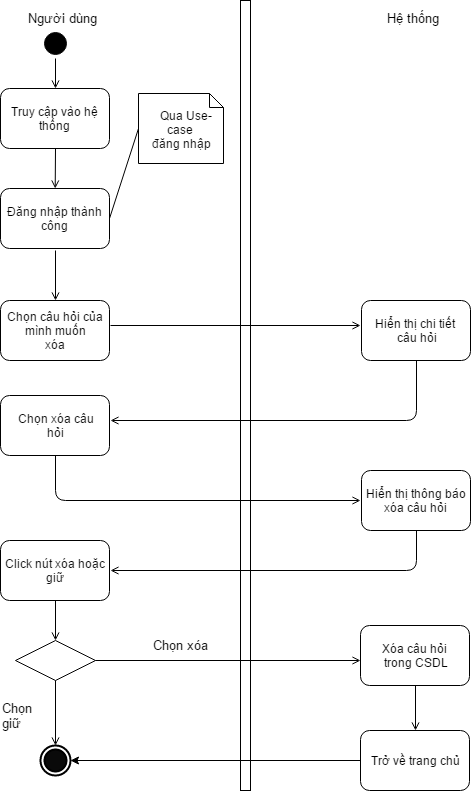 Người dùng
Hệ thống
Truy cập vào hệ
thống
Qua Use-
case
đăng nhập
Đăng nhập thành
công
Chọn câu hỏi của
mình muốn
xóa
Hiển thị chi tiết
câu hỏi
Chọn xóa câu
hỏi
Hiển thị thông báo
xóa câu hỏi
Click nút xóa hoặc
giữ
Chọn xóa
Xóa câu hỏi
trong CSDL
Chọn
giữ
Trở về trang chủ